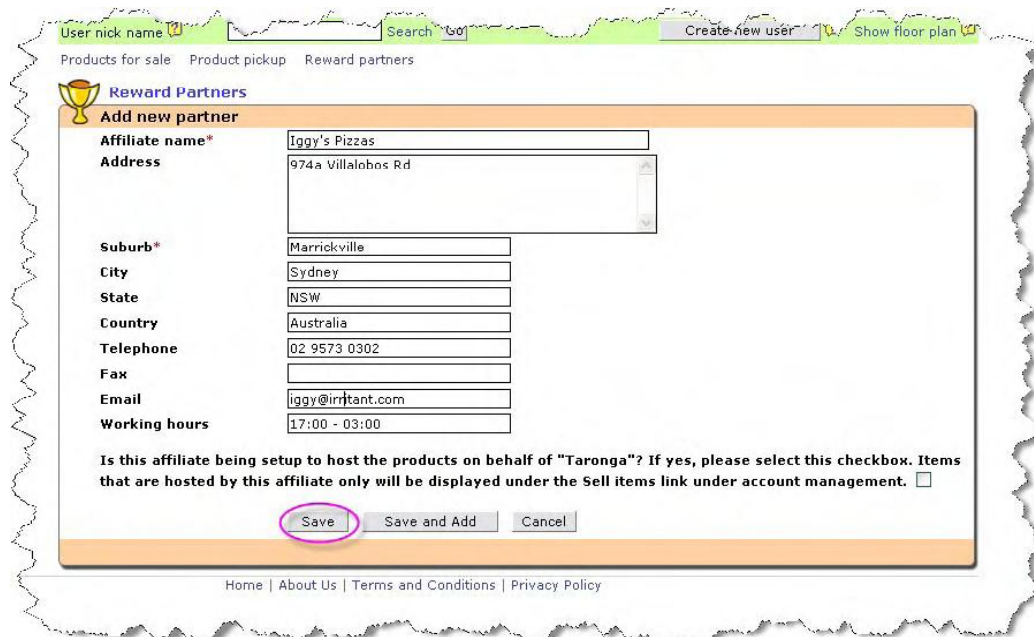 User nick name Search Go Create new user Show floor plan
Products for sale Product pickup Reward partners
Reward Partners
Add new partner
Affiliate name* Iggy's Pizzas
Address 974a Villalobos Rd
Suburb* Marrickville
City Sydney
State NSW
Country Australia
Telephone 02 9573 0302
Fax
Email iggy@irritant.com
Working hours 17:00 - 03:00
Is this affiliate being setup to host the products on behalf of "Taronga"? If yes, please select this checkbox. Items
that are hosted by this affiliate only will be displayed under the Sell items link under account management.
Save Save and Add Cancel
Home | About Us | Terms and Conditions | Privacy Policy